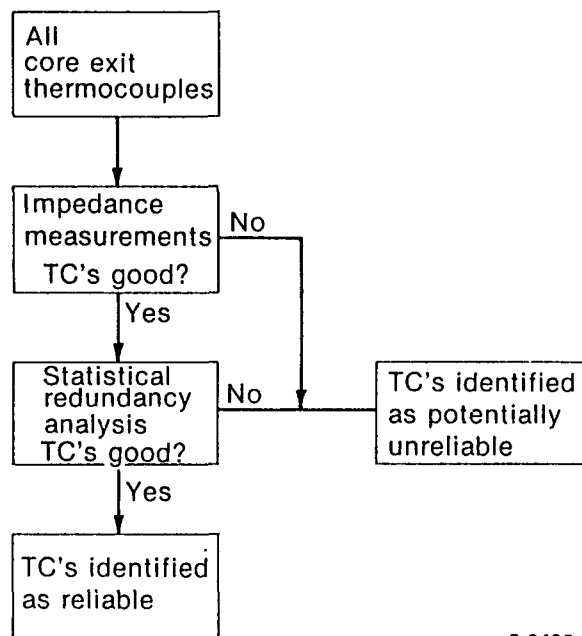 All
core exit
thermocouples
Impedance
measurements
TC's good?
No
Yes
Statistical
redundancy
analysis
TC's good?
No
TC's identified
as potentially
unreliable
Yes
TC's identified
as reliable